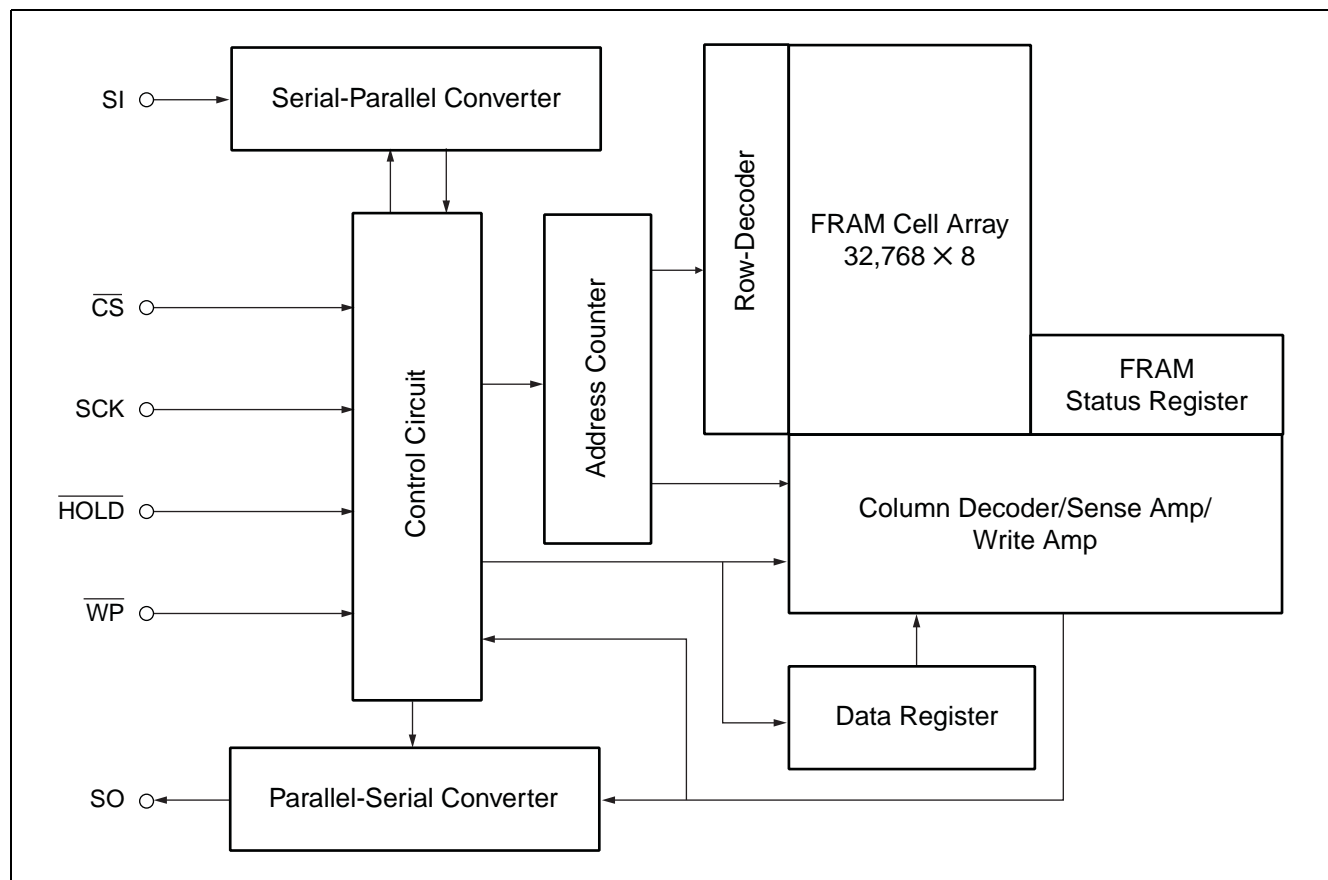 SI
Serial-Parallel Converter
CS
SCK
HOLD
WP
Control Circuit
Address Counter
Row-Decoder
FRAM Cell Array
32,768 × 8
FRAM
Status Register
Column Decoder/Sense Amp/
Write Amp
Data Register
SO
Parallel-Serial Converter